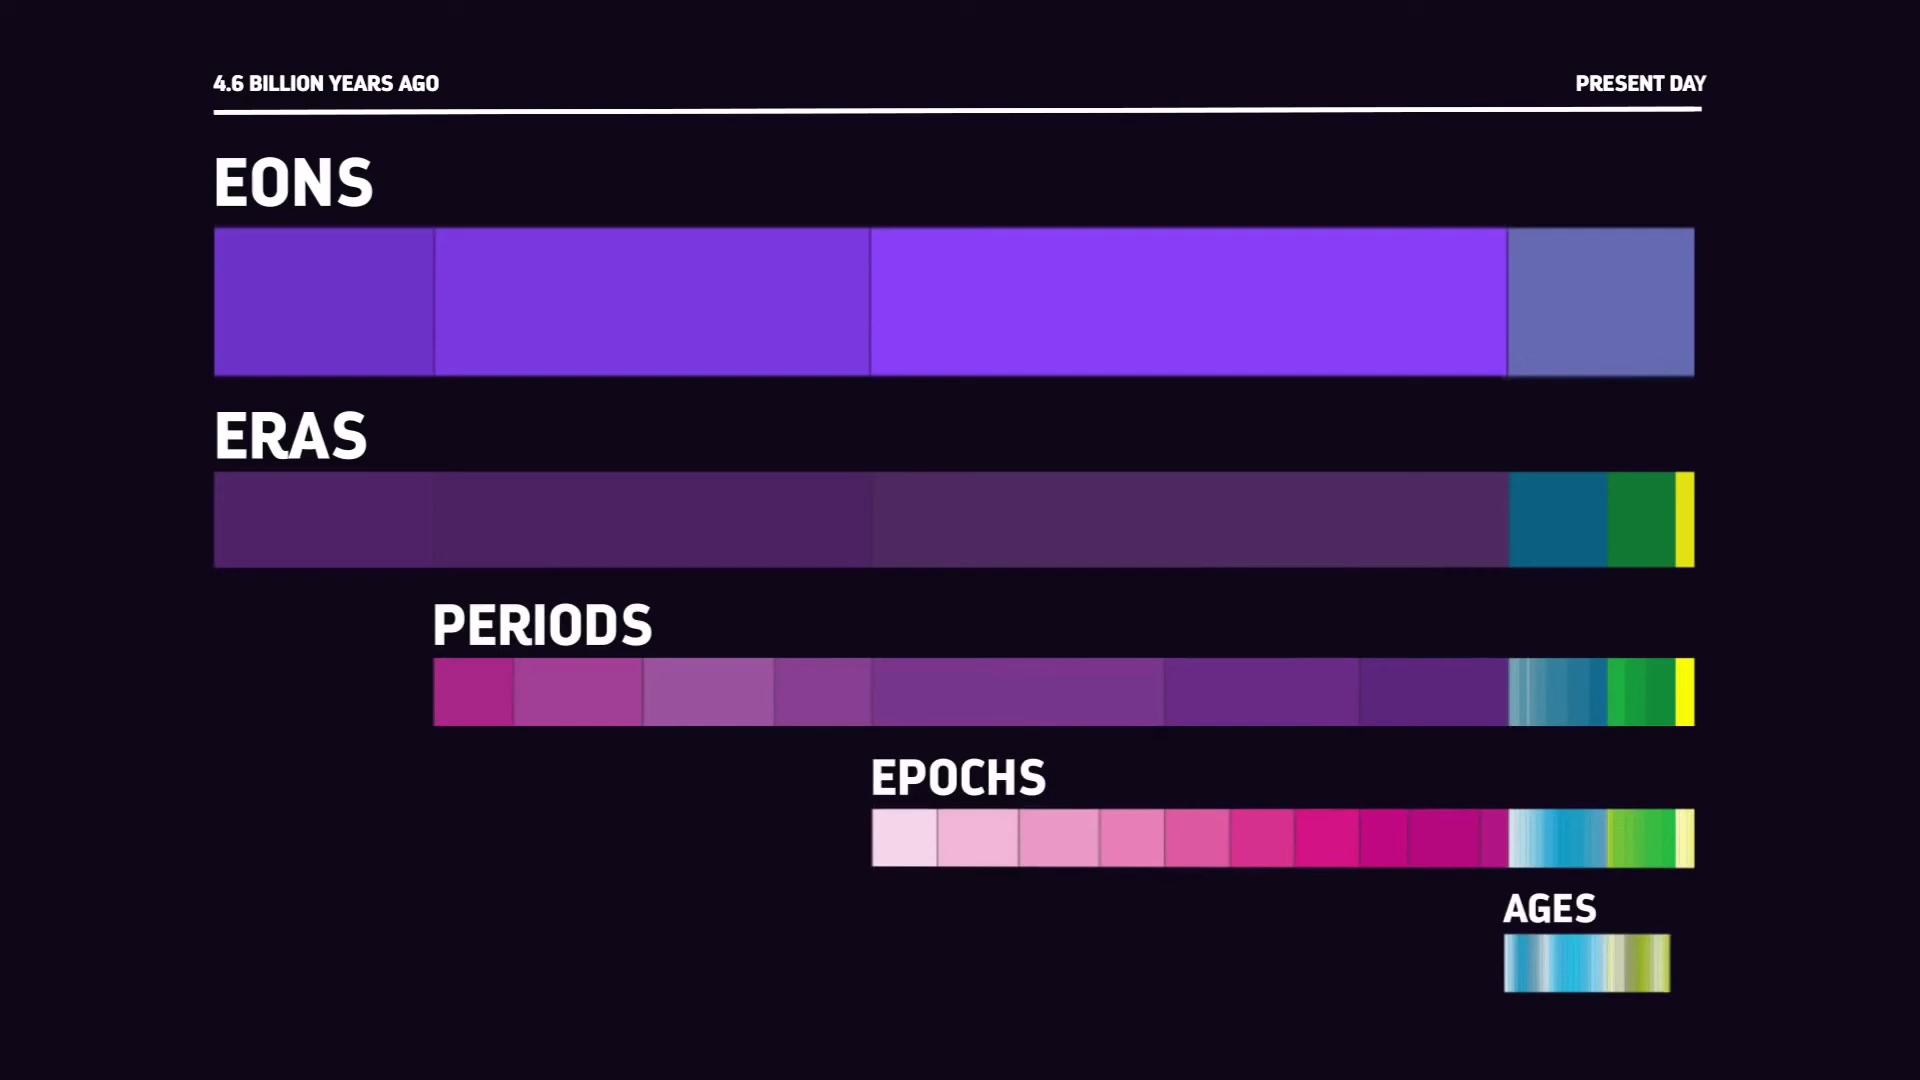 4.6 BILLION YEARS AGO
PRESENT DAY
EONS
ERAS
PERIODS
EPOCHS
AGES